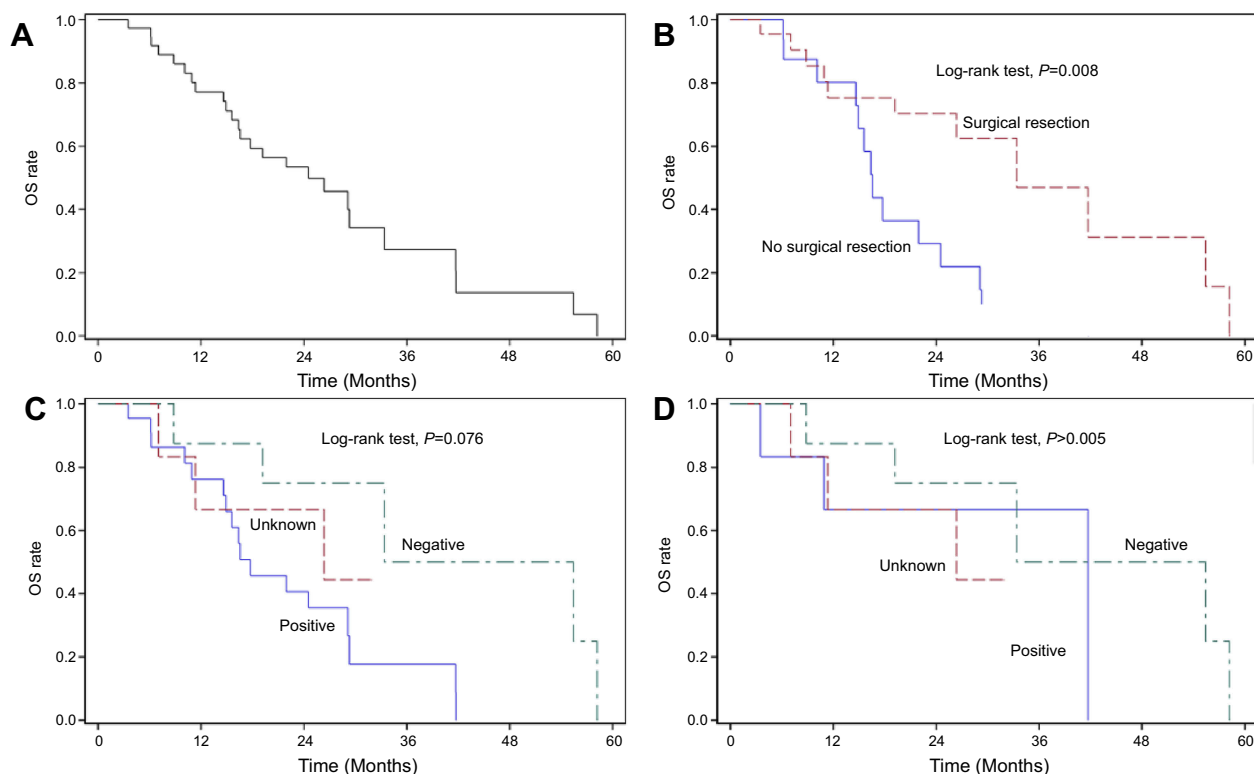 A
1.0
0.8
0.6
0.4
0.2
0.0
OS rate
0 12 24 36 48 60
Time (Months)
B
1.0
0.8
0.6
0.4
0.2
0.0
OS rate
Log-rank test, P=0.008
Surgical resection
No surgical resection
0 12 24 36 48 60
Time (Months)
C
1.0
0.8
0.6
0.4
0.2
0.0
OS rate
Log-rank test, P=0.076
Unknown
Negative
Positive
0 12 24 36 48 60
Time (Months)
D
1.0
0.8
0.6
0.4
0.2
0.0
OS rate
Log-rank test, P>0.005
Negative
Unknown
Positive
0 12 24 36 48 60
Time (Months)